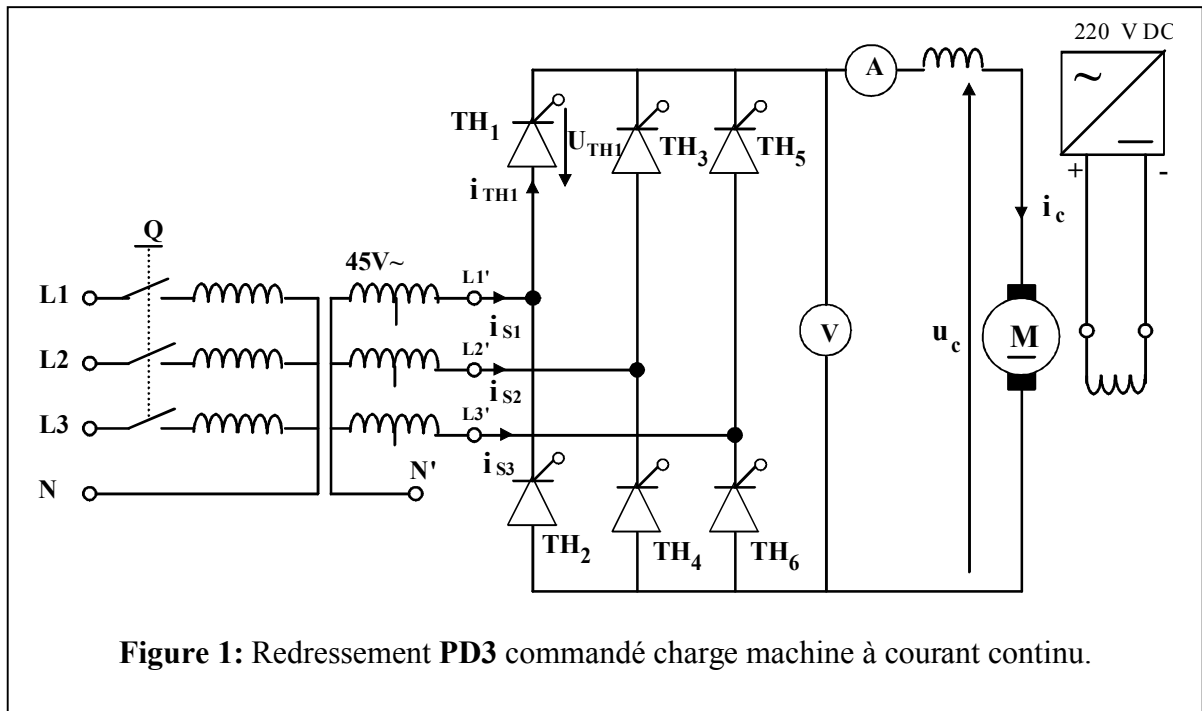 220 V DC
~
A
TH1
UTH1
TH3
TH5
iTH1
+
-
ic
Q
45V~
L1
L1'
iS1
V
uc
M
L2
L2'
iS2
L3
L3'
iS3
N
N'
TH2
TH4
TH6
Figure 1: Redressement PD3 commandé charge machine à courant continu.